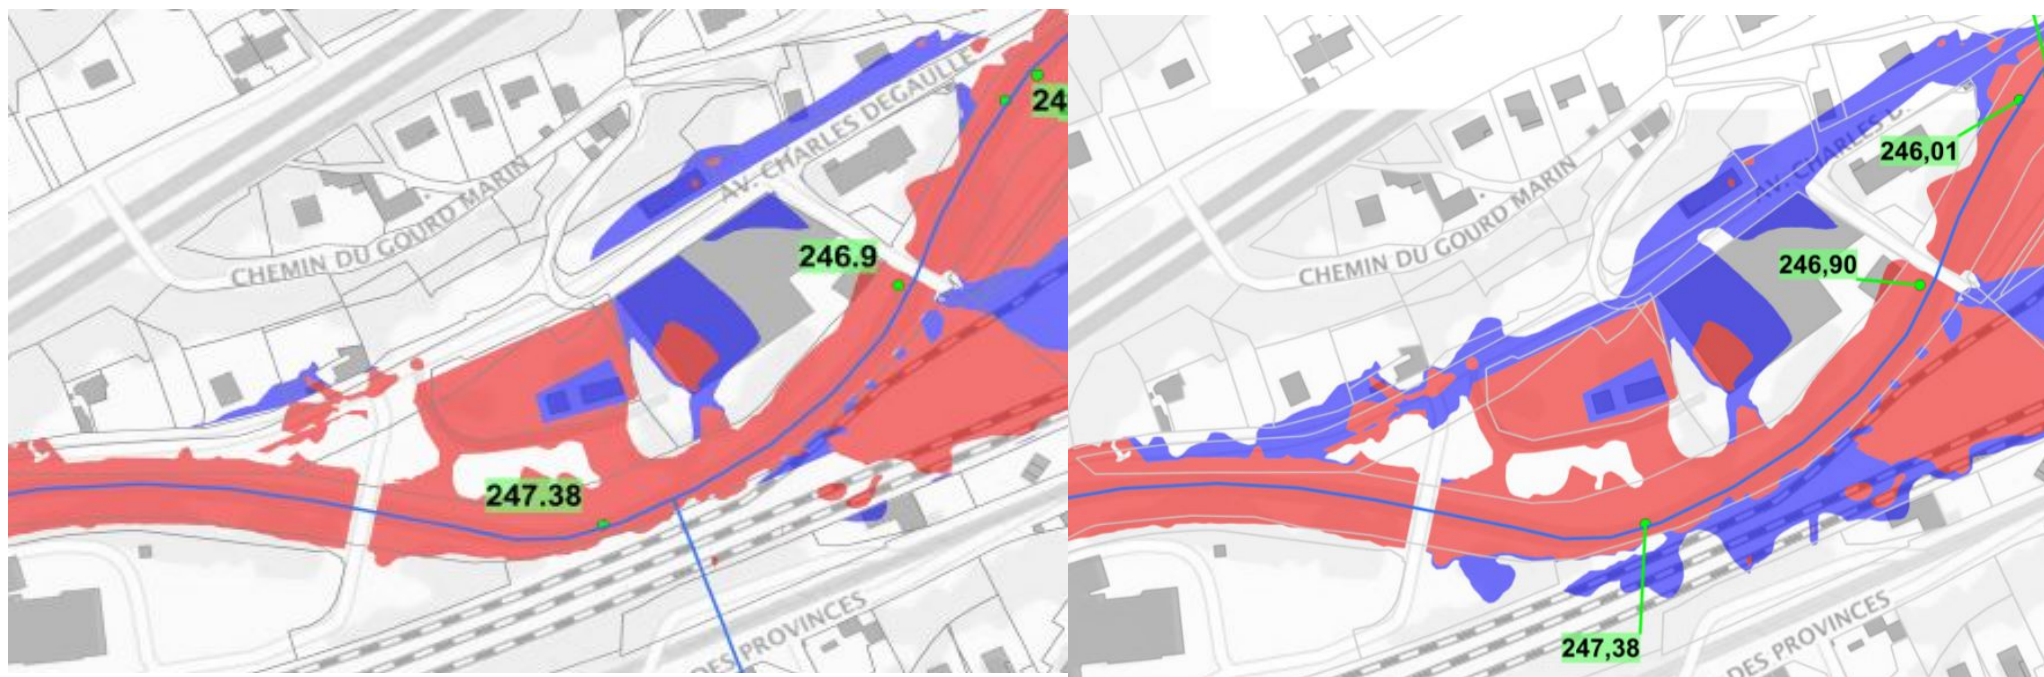 24
AV. CHARLES DEGAULLE
CHEMIN DU GOURD MARIN
246.9
247.38
DES PROVINCES
246,01
AV. CHARLES D
CHEMIN DU GOURD MARIN
246,90
247,38
DES PROVINCES